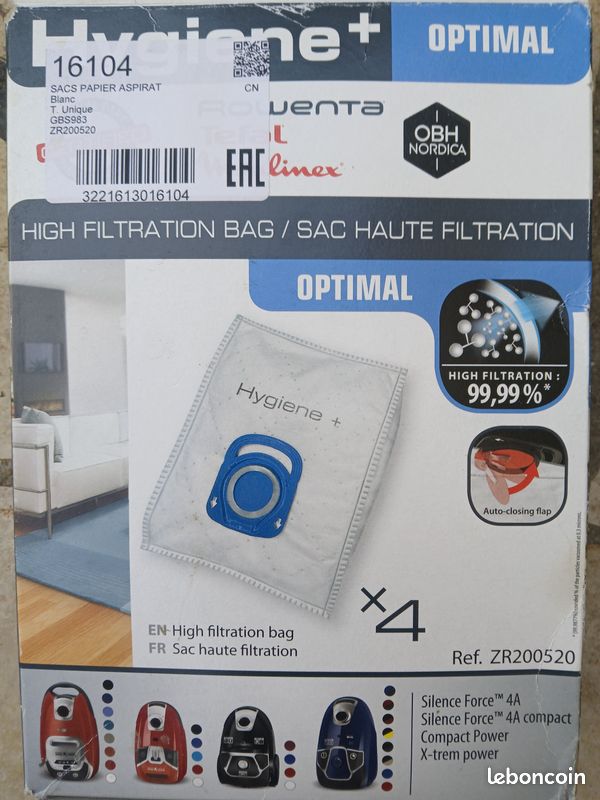 Hygiene+
OPTIMAL
16104
SACS PAPIER ASPIRAT
CN
Blanc
T. Unique
GBS983
ZR200520
3221613016104
EAC
Rowenta
OBH
NORDICA
HIGH FILTRATION BAG / SAC HAUTE FILTRATION
OPTIMAL
HIGH FILTRATION :
99,99%*
Hygiene +
Auto-closing flap
x4
EN-High filtration bag
FR Sac haute filtration
Ref. ZR200520
Silence Force™ 4A
Silence Force™ 4A compact
Compact Power
X-trem power
leboncoin